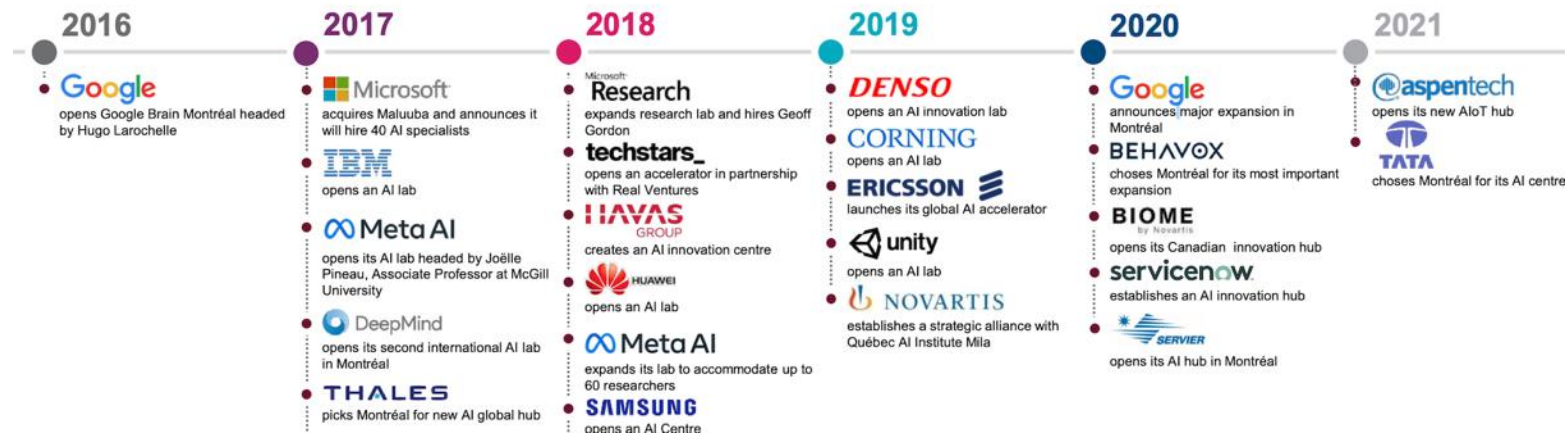 2016
Google
opens Google Brain Montréal headed
by Hugo Larochelle
2017
Microsoft
acquires Maluuba and announces it
will hire 40 AI specialists
IBM
opens an AI lab
Meta AI
opens its AI lab headed by Joëlle
Pineau, Associate Professor at McGill
University
DeepMind
opens its second international AI lab
in Montréal
THALES
picks Montréal for new AI global hub
2018
Microsoft
Research
expands research lab and hires Geoff
Gordon
techstars_
opens an accelerator in partnership
with Real Ventures
HAVAS
GROUP
creates an AI innovation centre
HUAWEI
opens an AI lab
Meta AI
expands its lab to accommodate up to
60 researchers
SAMSUNG
opens an AI Centre
2019
DENSO
opens an AI innovation lab
CORNING
opens an AI lab
ERICSSON
launches its global AI accelerator
unity
opens an AI lab
NOVARTIS
establishes a strategic alliance with
Québec AI Institute Mila
2020
Google
announces major expansion in
Montréal
BEHAVOX
choses Montréal for its most important
expansion
BIOME
by Novartis
opens its Canadian innovation hub
servicenow
establishes an AI innovation hub
SERVIER
opens its AI hub in Montréal
2021
aspentech
opens its new AIoT hub
TATA
choses Montréal for its AI centre